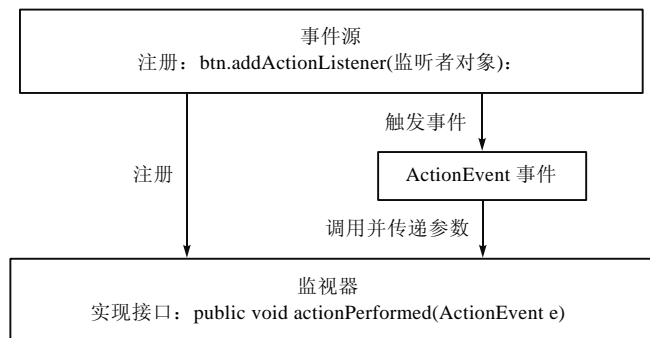 事件源
注册：btn.addActionListener(监听者对象):
触发事件
注册
ActionEvent 事件
调用并传递参数
监视器
实现接口：public void actionPerformed(ActionEvent e)